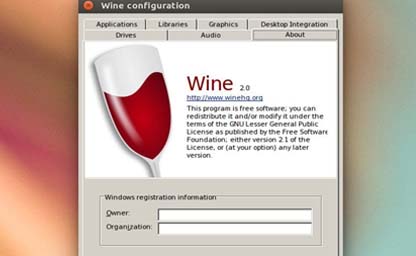 Wine configuration
Applications Libraries Graphics Desktop Integration
Drives Audio About
Wine 2.0
http://www.winehq.org
This program is free software; you can
redistribute it and/or modify it under the
terms of the GNU Lesser General Public
License as published by the Free Software
Foundation; either version 2.1 of the
License, or (at your option) any later
version.
Windows registration information
Owner:
Organization: